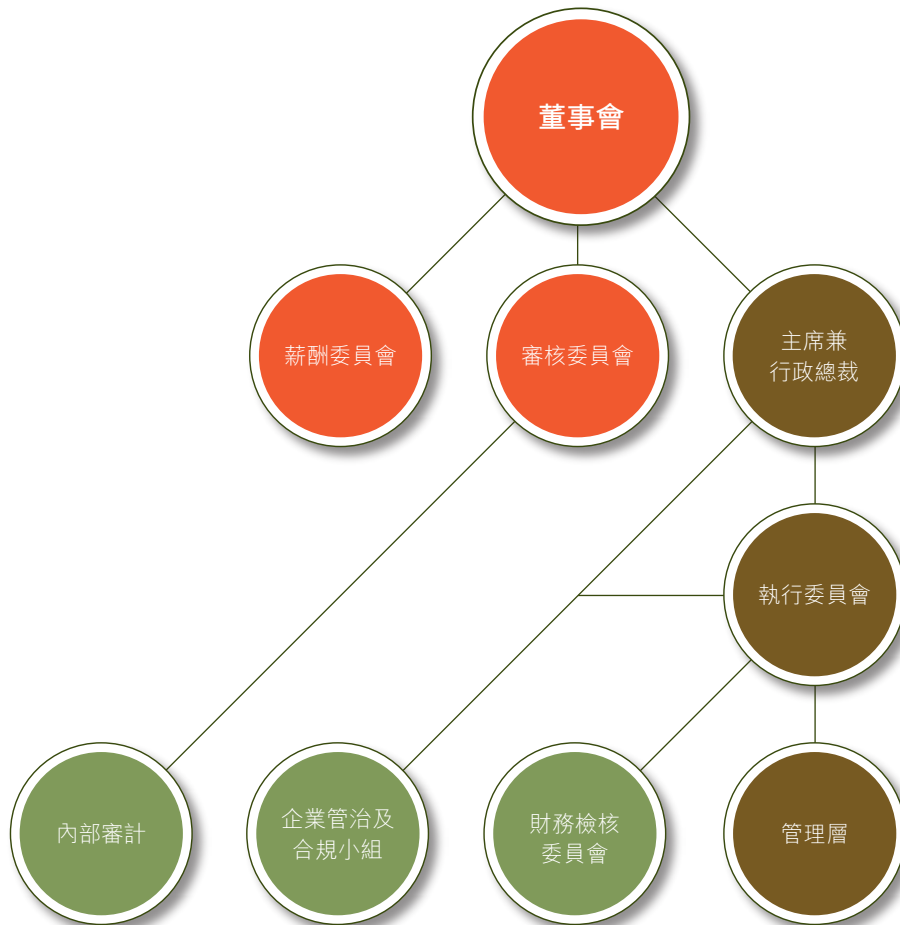 董事會
薪酬委員會
審核委員會
主席兼
行政總裁
執行委員會
內部審計
企業管治及
合規小組
財務檢核
委員會
管理層